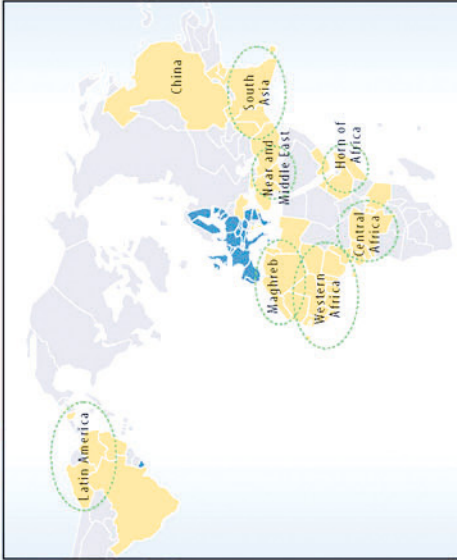 Latin America
China
South
Asia
Near and
Middle East
Maghreb
Horn of
Africa
Western
Africa
Central
Africa